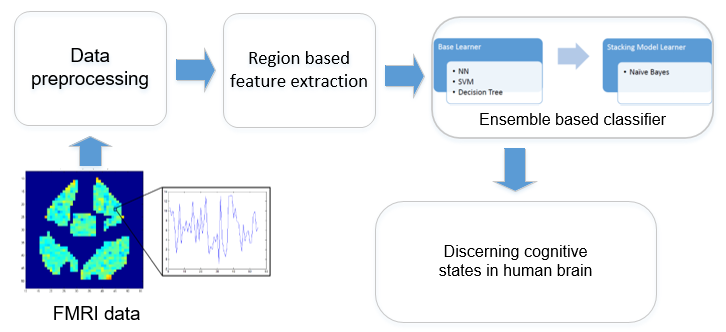 Data
preprocessing
Region based
feature extraction
Base Learner
• NN
• SVM
• Decision Tree
Stacking Model Learner
• Naïve Bayes
Ensemble based classifier
Discerning cognitive
states in human brain
FMRI data